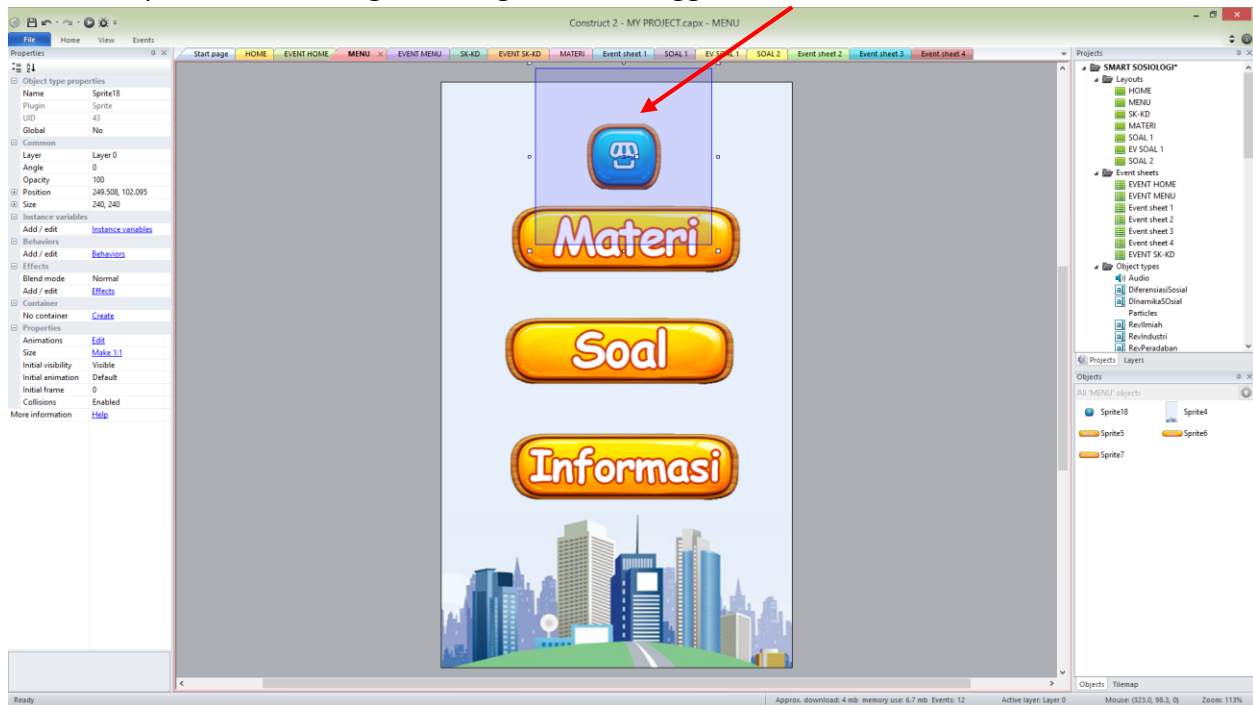 Construct 2 - MY PROJECT.capx - MENU
File Home View Events
Properties
Start page HOME EVENT HOME MENU EVENT MENU SK-KD EVENT SK-KD MATERI Event sheet 1 SOAL 1 EV SOAL 1 SOAL 2 Event sheet 2 Event sheet 3 Event sheet 4
Object type properties
Name Sprite18
Plugin Sprite
UID 43
Global No
Common
Layer Layer 0
Angle 0
Opacity 100
Position 249.508, 102.095
Size 240, 240
Instance variables
Add / edit Instance variables
Behaviors
Add / edit Behaviors
Effects
Blend mode Normal
Add / edit Effects
Container
No container Create
Properties
Animations Edit
Size Make 1:1
Initial visibility Visible
Initial animation Default
Initial frame 0
Collisions Enabled
More information Help
Materi
Soal
Informasi
Projects
SMART SOSIOLOGI*
Layouts
HOME
MENU
SK-KD
MATERI
SOAL 1
EV SOAL 1
SOAL 2
Event sheets
EVENT HOME
EVENT MENU
Event sheet 1
Event sheet 2
Event sheet 3
Event sheet 4
EVENT SK-KD
Object types
Audio
DiferensiasiSosial
DInamikaSOsial
Particles
RevIlmiah
RevIndustri
RevPeradaban
Projects Layers
Objects
All 'MENU' objects
Sprite18 Sprite4
Sprite5 Sprite6
Sprite7
Objects Tilemap
Ready Approx. download: 4 mb memory use: 6.7 mb Events: 12 Active layer: Layer 0 Mouse: (323.0, 98.3, 0) Zoom: 113%